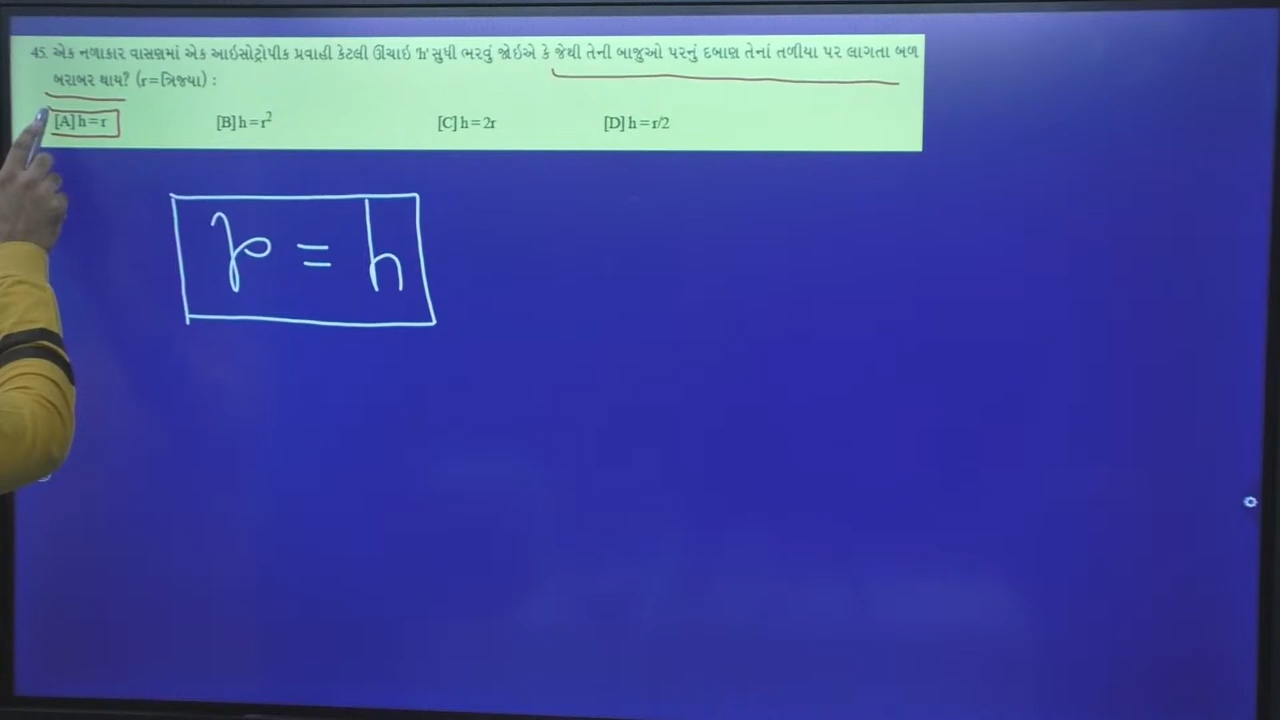 45. એક નળાકાર વાસણમાં એક આઇસોટ્રોપીક પ્રવાહી કેટલી ઊંચાઇ 'h' સુધી ભરવું જોઇએ કે જેથી તેની બાજુઓ પરનું દબાણ તેનાં તળીયા પર લાગતા બળ
બરાબર થાય? (r=ત્રિજ્યા) :
[A] h=r [B] h=r² [C] h=2r [D] h=r/2
r = h